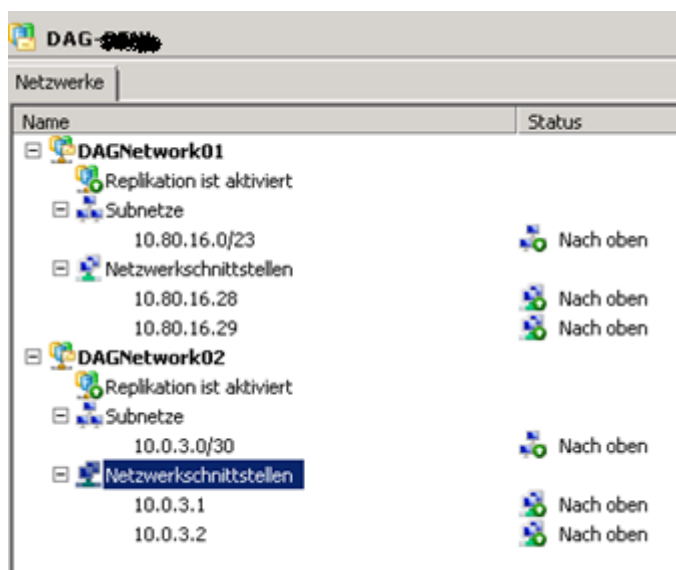 DAG-
Netzwerke
Name Status
DAGNetwork01
Replikation ist aktiviert
Subnetze
10.80.16.0/23 Nach oben
Netzwerkschnittstellen
10.80.16.28 Nach oben
10.80.16.29 Nach oben
DAGNetwork02
Replikation ist aktiviert
Subnetze
10.0.3.0/30 Nach oben
Netzwerkschnittstellen
10.0.3.1 Nach oben
10.0.3.2 Nach oben